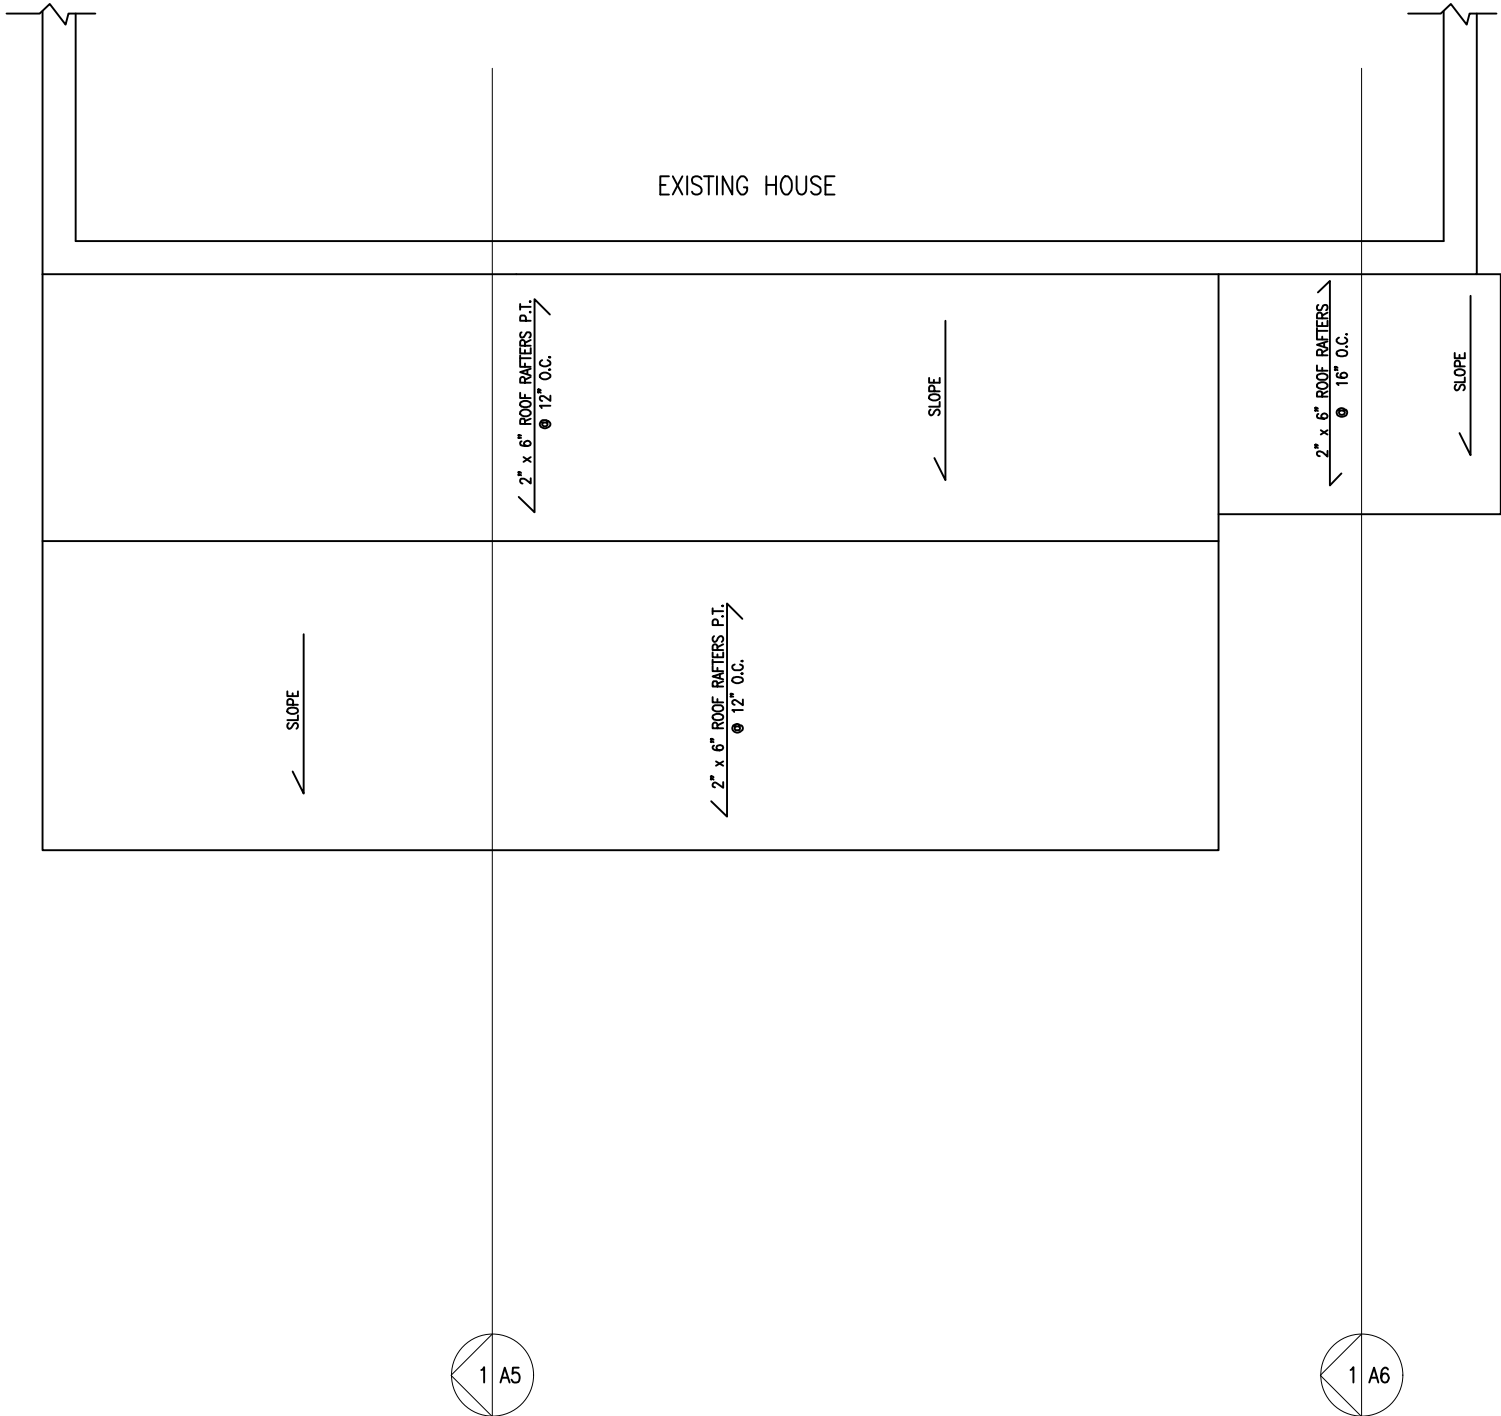 EXISTING HOUSE
2" x 6" ROOF RAFTERS P.T.
@ 12" O.C.
SLOPE
2" x 6" ROOF RAFTERS
@ 16" O.C.
SLOPE
SLOPE
2" x 6" ROOF RAFTERS P.T.
@ 12" O.C.
1 A5
1 A6